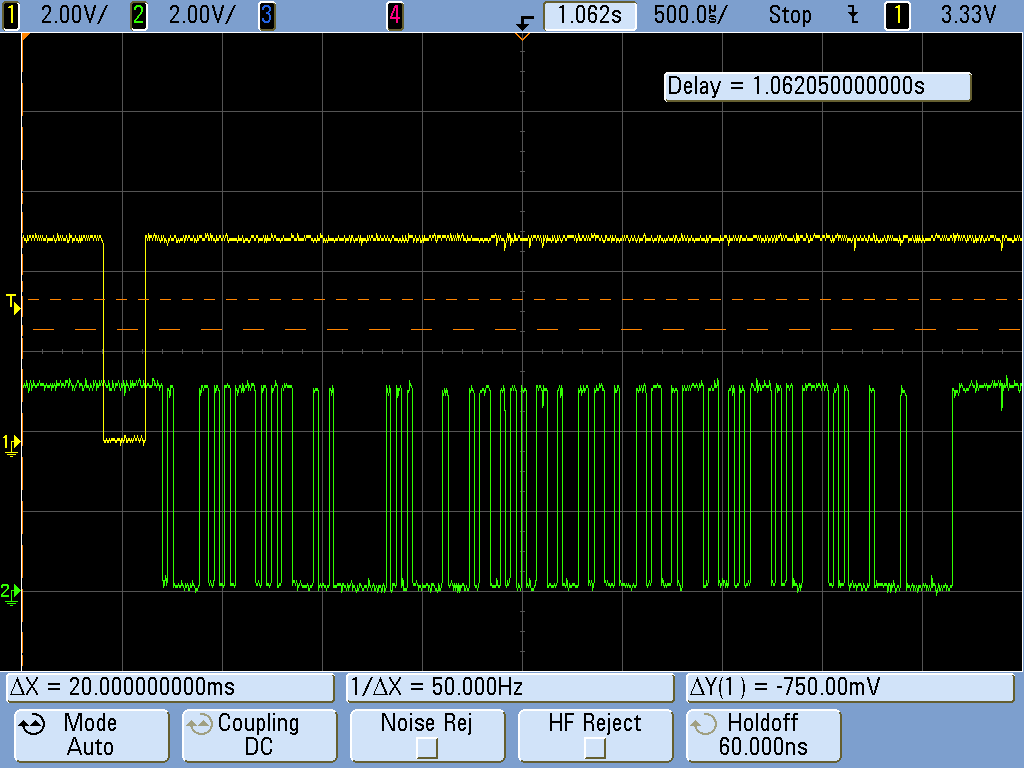 1 2.00V/ 2 2.00V/ 3 4 1.062s 500.0µs/ Stop 1 3.33V
Delay = 1.062050000000s
T
1
2
ΔX = 20.000000000ms 1/ΔX = 50.000Hz ΔY(1) = -750.00mV
Mode Coupling Noise Rej HF Reject Holdoff
Auto DC 60.000ns